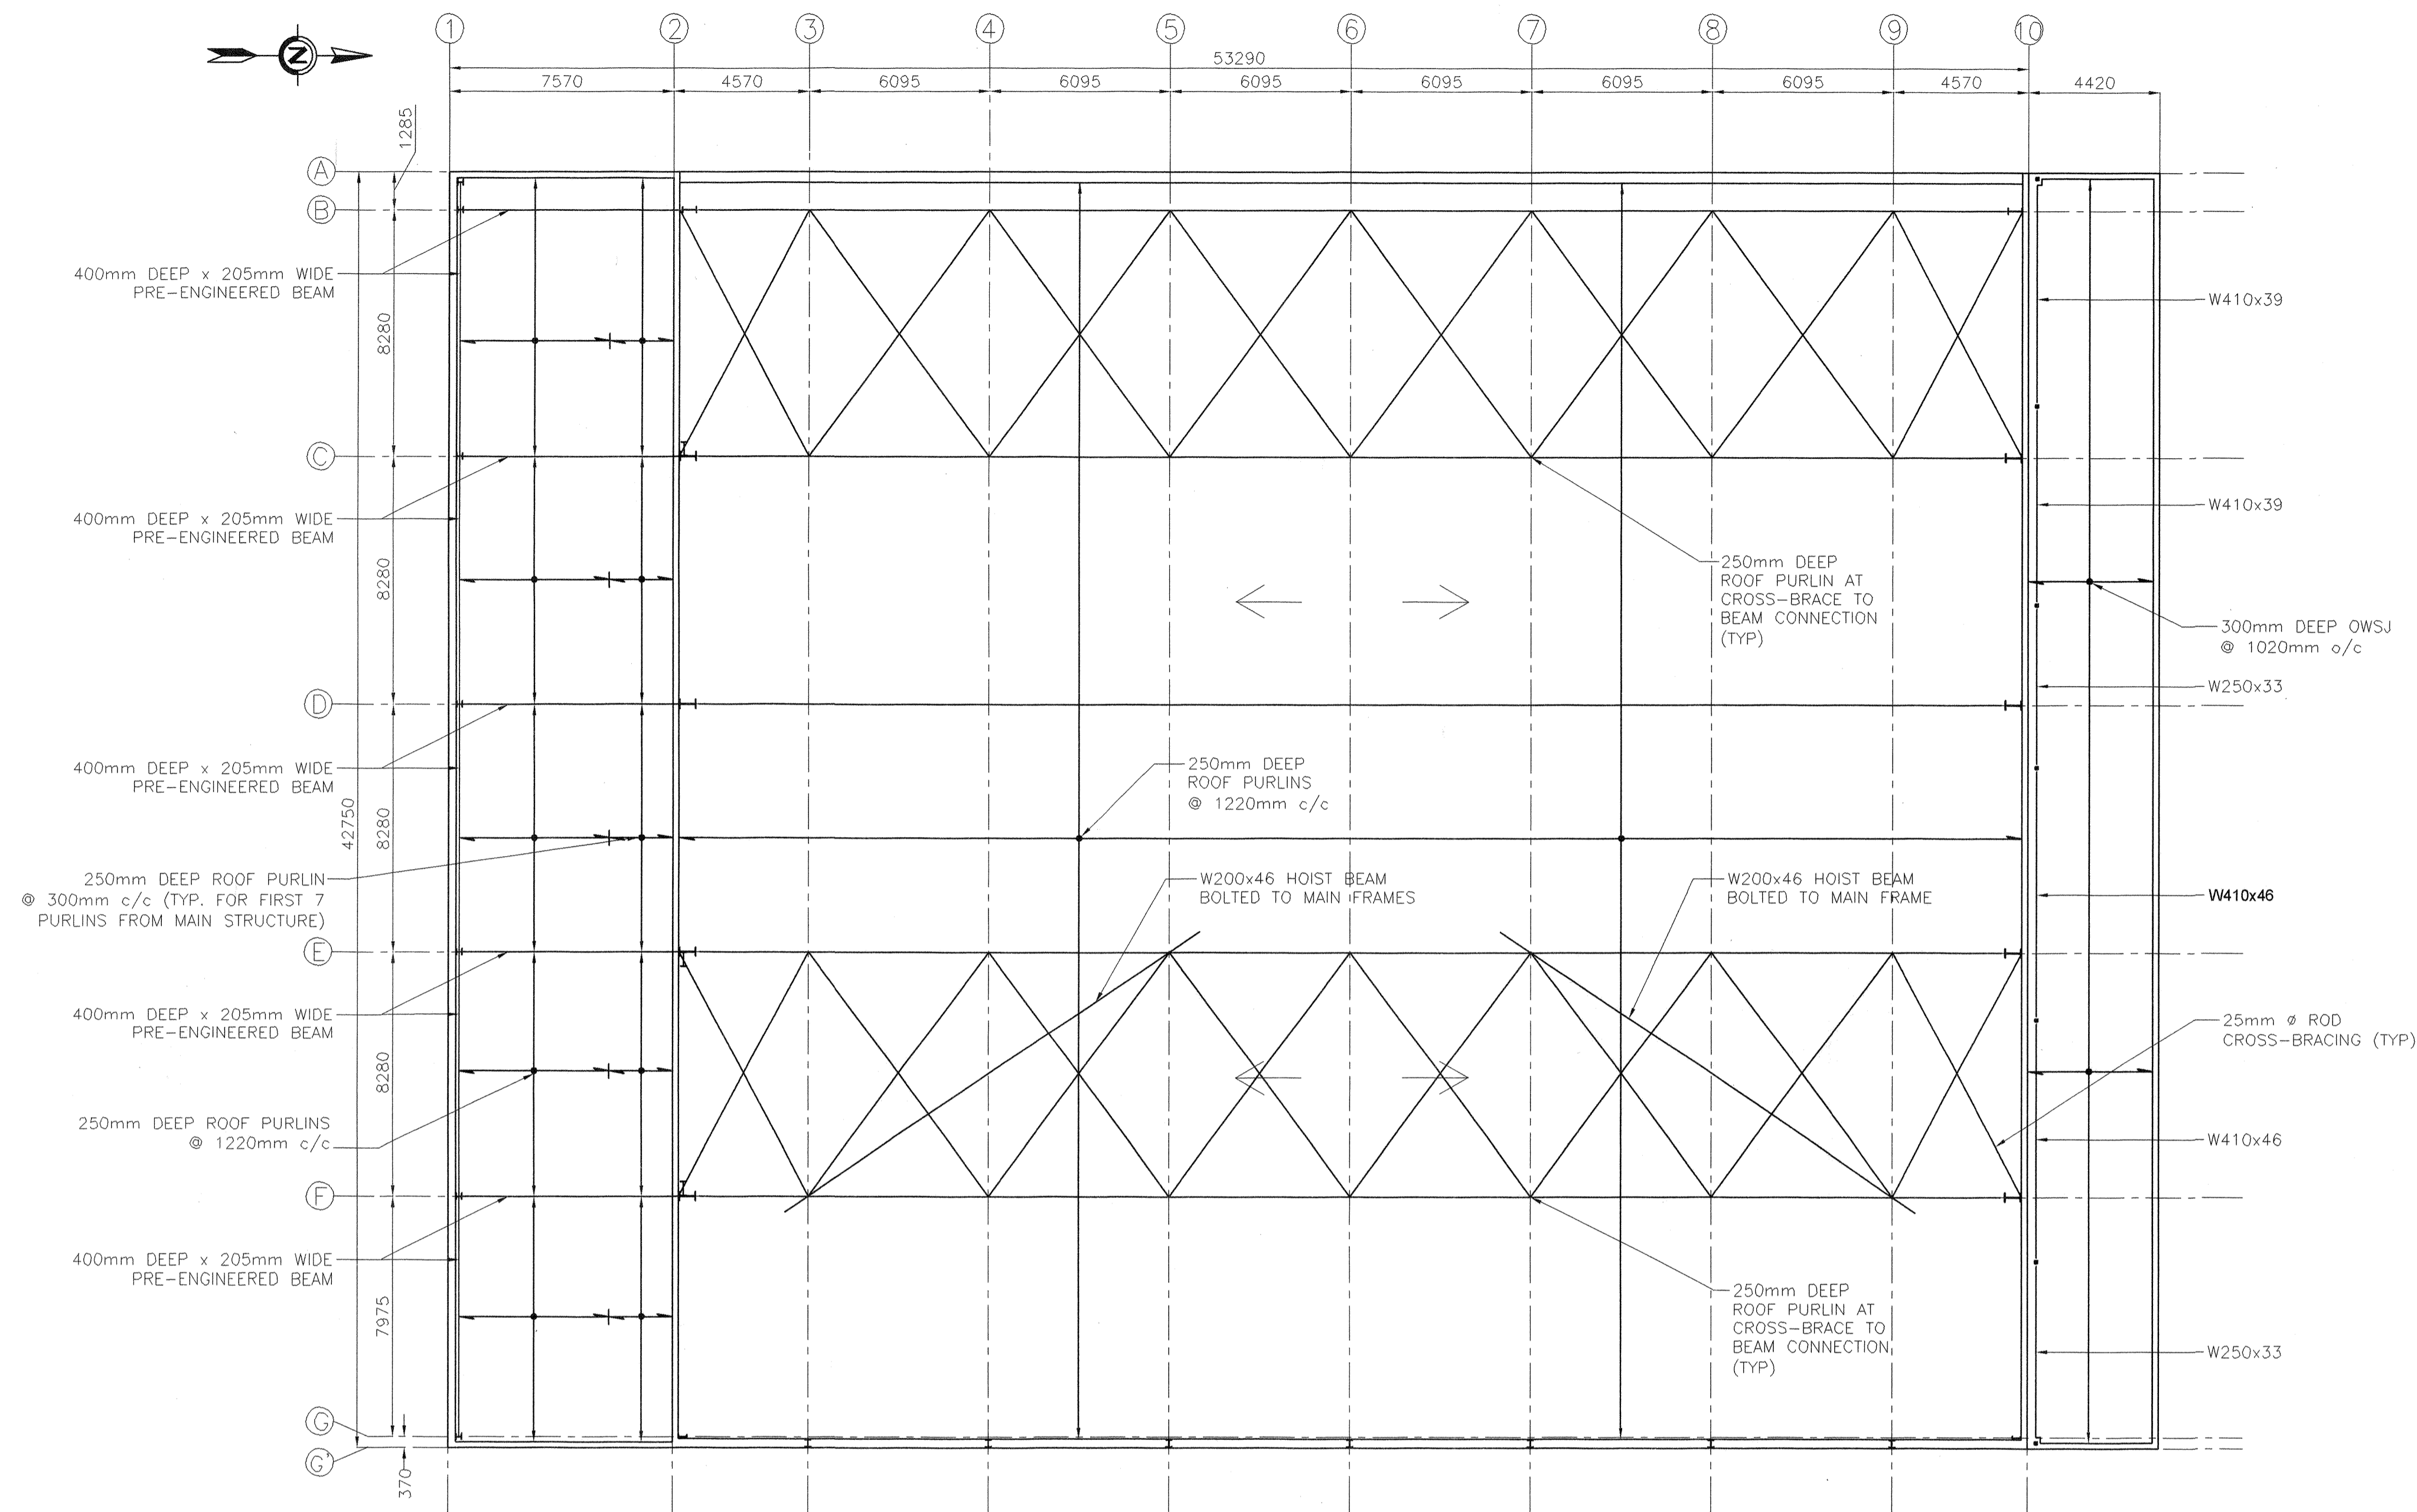 1 2 3 4 5 6 7 8 9 10
N
53290
7570 4570 6095 6095 6095 6095 6095 6095 4570 4420
1285
A
B
400mm DEEP x 205mm WIDE
PRE-ENGINEERED BEAM
W410x39
8280
C
400mm DEEP x 205mm WIDE
PRE-ENGINEERED BEAM
W410x39
8280
250mm DEEP
ROOF PURLIN AT
CROSS-BRACE TO
BEAM CONNECTION
(TYP)
300mm DEEP OWSJ
@ 1020mm o/c
W250x33
D
400mm DEEP x 205mm WIDE
PRE-ENGINEERED BEAM
250mm DEEP
ROOF PURLINS
@ 1220mm c/c
42750
8280
250mm DEEP ROOF PURLIN
@ 300mm c/c (TYP. FOR FIRST 7
PURLINS FROM MAIN STRUCTURE)
W200x46 HOIST BEAM
BOLTED TO MAIN FRAMES
W200x46 HOIST BEAM
BOLTED TO MAIN FRAME
W410x46
E
400mm DEEP x 205mm WIDE
PRE-ENGINEERED BEAM
25mm ø ROD
CROSS-BRACING (TYP)
8280
250mm DEEP ROOF PURLINS
@ 1220mm c/c
W410x46
F
400mm DEEP x 205mm WIDE
PRE-ENGINEERED BEAM
7975
250mm DEEP
ROOF PURLIN AT
CROSS-BRACE TO
BEAM CONNECTION
(TYP)
W250x33
G
G'
370